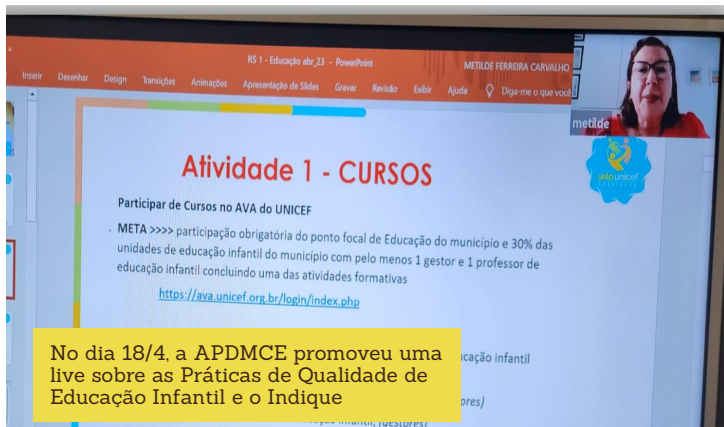 RS 1 - Educação abr_23 - PowerPoint
METILDE FERREIRA CARVALHO
Inserir Desenhar Design Transições Animações Apresentação de Slides Gravar Revisão Exibir Ajuda Diga-me o que você
metilde
selo unicef
Atividade 1 - CURSOS
Participar de Cursos no AVA do UNICEF
META >>>> participação obrigatória do ponto focal de Educação do município e 30% das
unidades de educação infantil do município com pelo menos 1 gestor e 1 professor de
educação infantil concluindo uma das atividades formativas
https://ava.unicef.org.br/login/index.php
infantil
No dia 18/4, a APDMCE promoveu uma
live sobre as Práticas de Qualidade de
Educação Infantil e o Indique
infantil, (gestores)